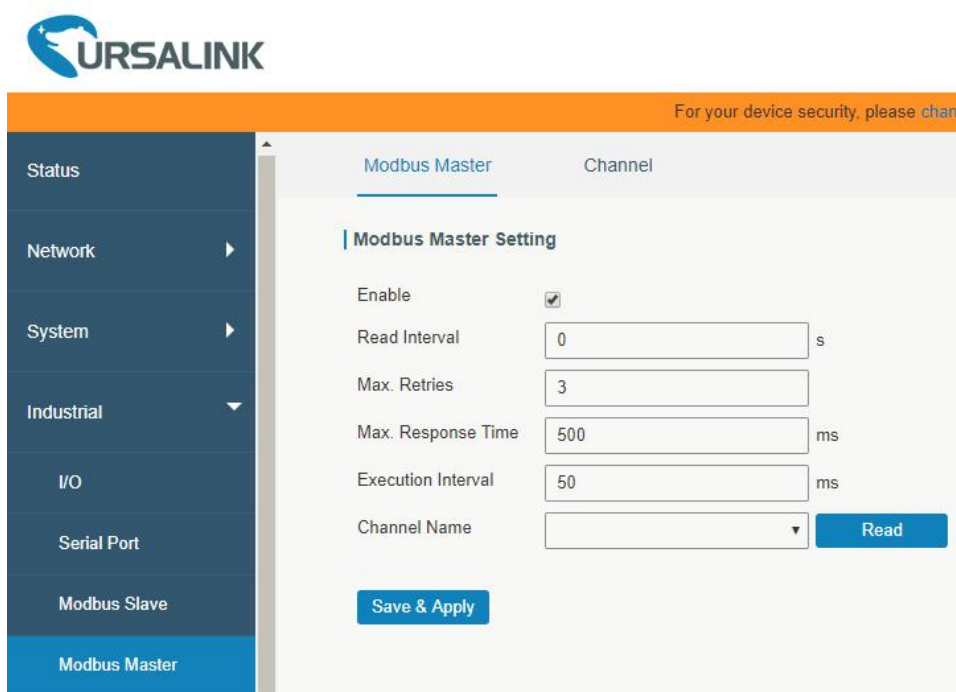 URSALINK
For your device security, please
Status
Network
System
Industrial
I/O
Serial Port
Modbus Slave
Modbus Master
Modbus Master Channel
Modbus Master Setting
Enable
Read Interval 0 s
Max. Retries 3
Max. Response Time 500 ms
Execution Interval 50 ms
Channel Name Read
Save & Apply